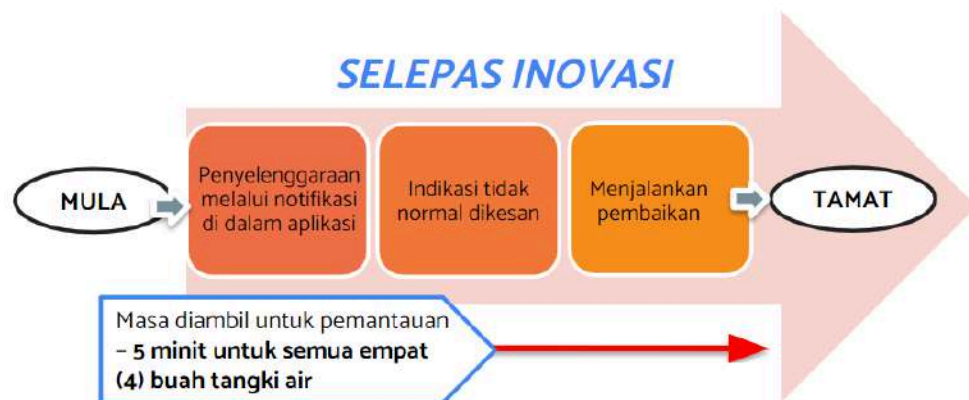 SELEPAS INOVASI
MULA
Penyelenggaraan
melalui notifikasi
di dalam aplikasi
Indikasi tidak
normal dikesan
Menjalankan
pembaikan
TAMAT
Masa diambil untuk pemantauan
– 5 minit untuk semua empat
(4) buah tangki air